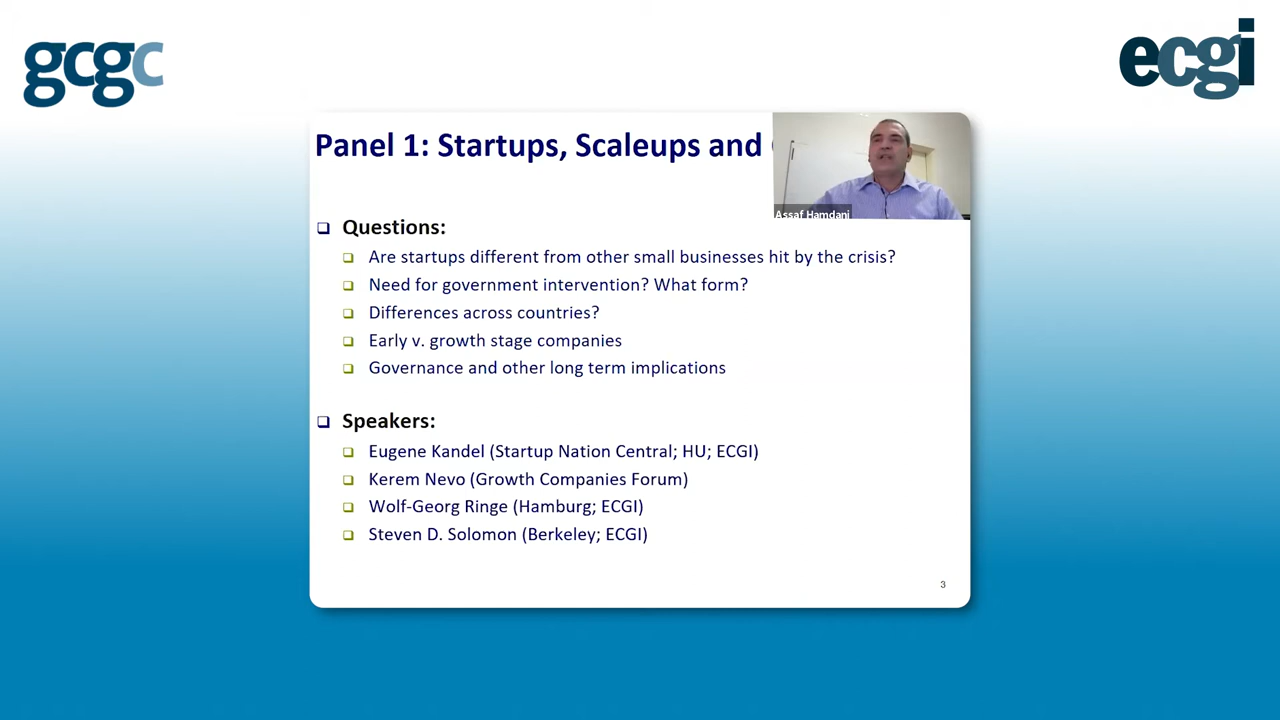 gcgc
ecgi
Panel 1: Startups, Scaleups and
Assaf Hamdani
Questions:
Are startups different from other small businesses hit by the crisis?
Need for government intervention? What form?
Differences across countries?
Early v. growth stage companies
Governance and other long term implications
Speakers:
Eugene Kandel (Startup Nation Central; HU; ECGI)
Kerem Nevo (Growth Companies Forum)
Wolf-Georg Ringe (Hamburg; ECGI)
Steven D. Solomon (Berkeley; ECGI)
3